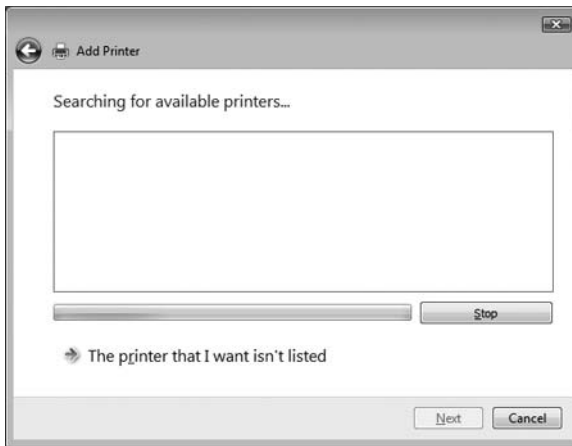 Add Printer
Searching for available printers...
Stop
The printer that I want isn't listed
Next
Cancel